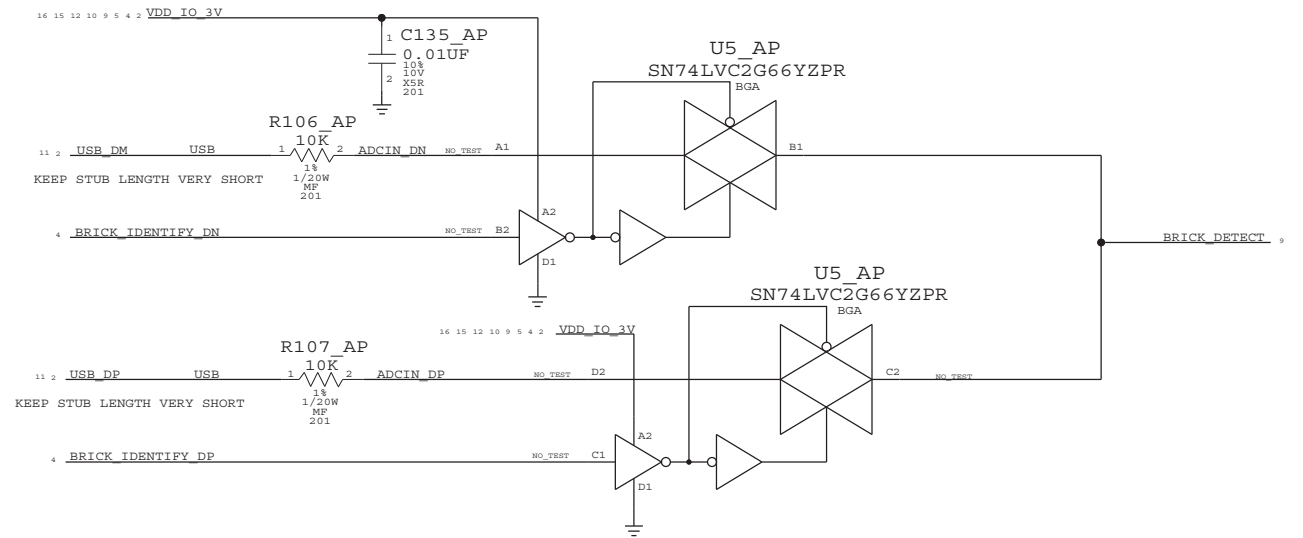 16 15 12 10 9 5 4 2 VDD_IO_3V
1 C135_AP
0.01UF
10%
10V
X5R
201
2
U5_AP
SN74LVC2G66YZPR
BGA
R106_AP
10K
11 2 USB_DM USB 1 2 ADCIN_DN NO_TEST A1 B1
1%
1/20W
MF
201
KEEP STUB LENGTH VERY SHORT
A2
4 BRICK_IDENTIFY_DN NO_TEST B2
D1
BRICK_DETECT 9
U5_AP
SN74LVC2G66YZPR
BGA
16 15 12 10 9 5 4 2 VDD_IO_3V
R107_AP
10K
11 2 USB_DP USB 1 2 ADCIN_DP NO_TEST D2 C2 NO_TEST
1%
1/20W
MF
201
KEEP STUB LENGTH VERY SHORT
A2
4 BRICK_IDENTIFY_DP NO_TEST C1
D1